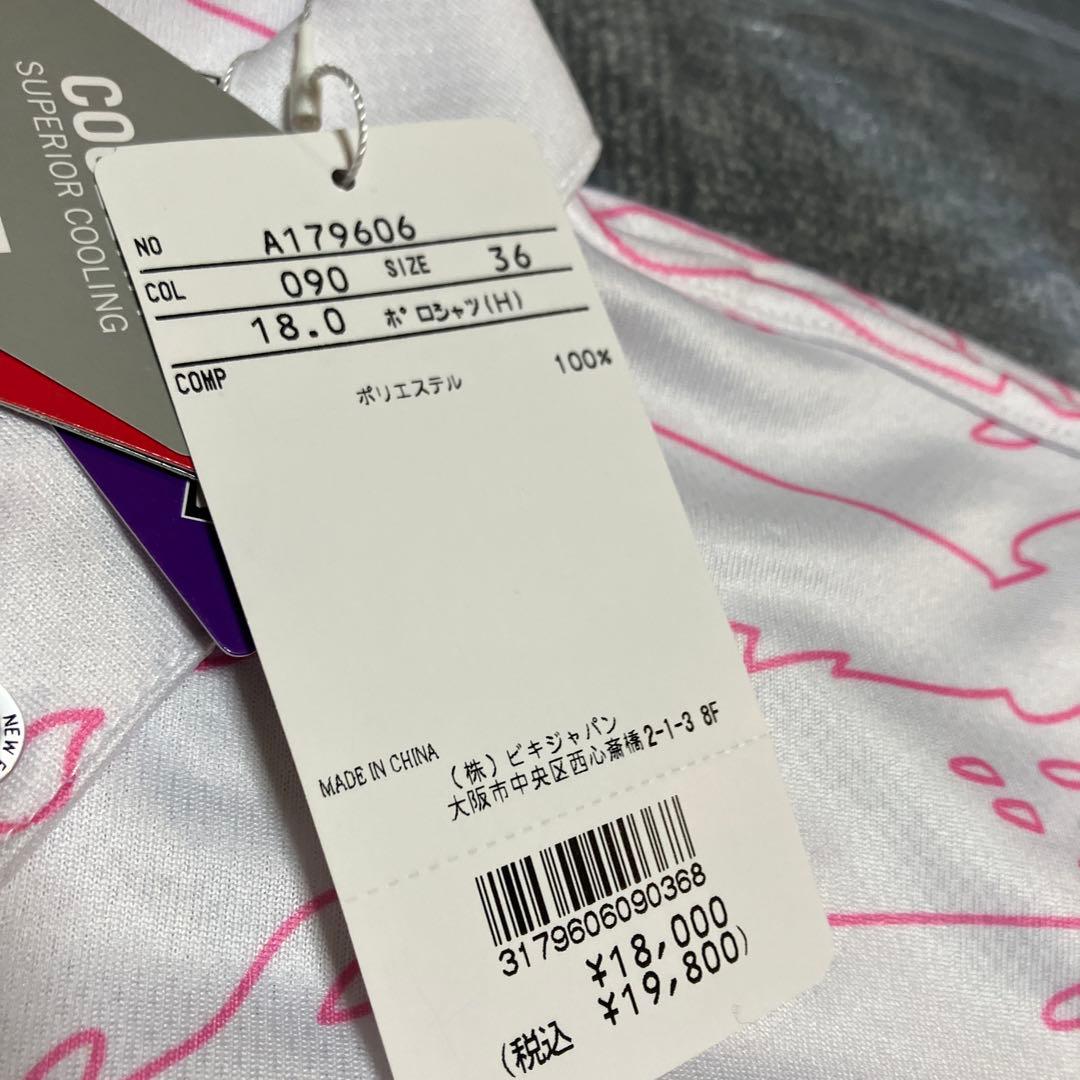 SUPERIOR COOLING
NO A179606
COL 090 SIZE 36
18.0 ポロシャツ(H)
COMP
ポリエステル 100%
MADE IN CHINA
(株)ビキジャパン
大阪市中央区西心斎橋2-1-3 8F
3179606090368
¥18,000
(税込 ¥19,800)
NEW